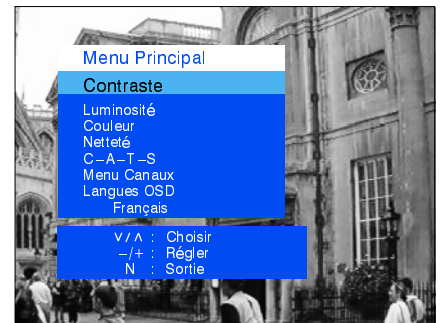 Menu Principal
Contraste
Luminosité
Couleur
Netteté
C-A-T-S
Menu Canaux
Langues OSD
Français
∨/∧ : Choisir
-/+ : Régler
N : Sortie